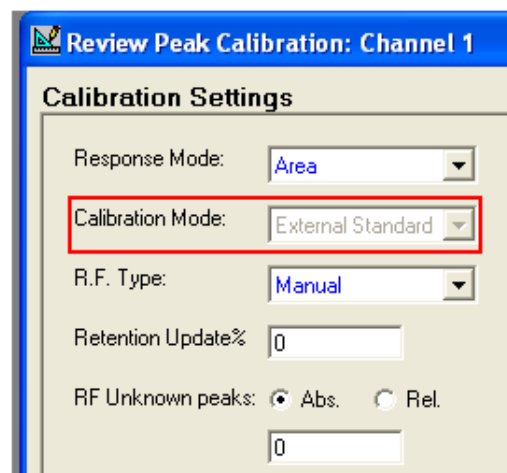 Review Peak Calibration: Channel 1
Calibration Settings
Response Mode: Area
Calibration Mode: External Standard
R.F. Type: Manual
Retention Update% 0
RF Unknown peaks: Abs. Rel.
0